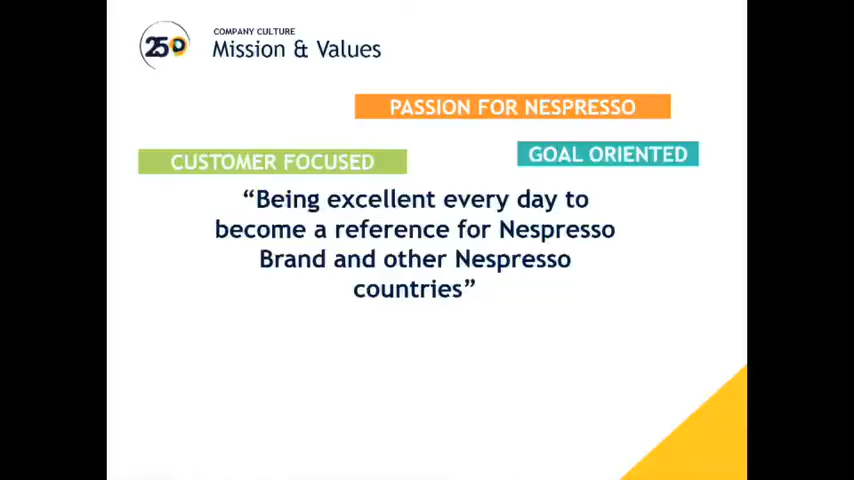 250
COMPANY CULTURE
Mission & Values
PASSION FOR NESPRESSO
GOAL ORIENTED
CUSTOMER FOCUSED
“Being excellent every day to
become a reference for Nespresso
Brand and other Nespresso
countries”